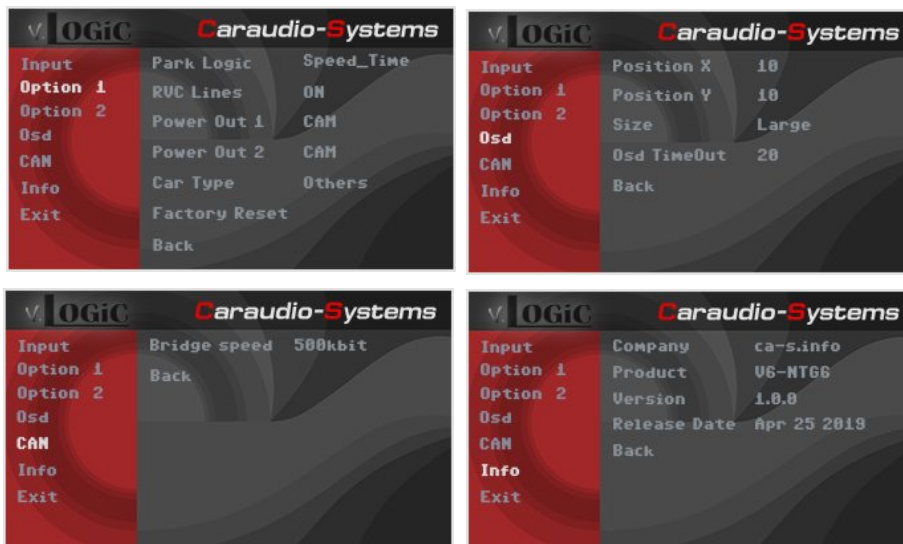 v.LOGiC Caraudio-Systems
Input
Option 1
Option 2
Osd
CAN
Info
Exit
Park Logic Speed_Time
RVC Lines ON
Power Out 1 CAM
Power Out 2 CAM
Car Type Others
Factory Reset
Back
v.LOGiC Caraudio-Systems
Input
Option 1
Option 2
Osd
CAN
Info
Exit
Position X 10
Position Y 10
Size Large
Osd TimeOut 20
Back
v.LOGiC Caraudio-Systems
Input
Option 1
Option 2
Osd
CAN
Info
Exit
Bridge speed 500kbit
Back
v.LOGiC Caraudio-Systems
Input
Option 1
Option 2
Osd
CAN
Info
Exit
Company ca-s.info
Product V6-NTG6
Version 1.0.0
Release Date Apr 25 2019
Back